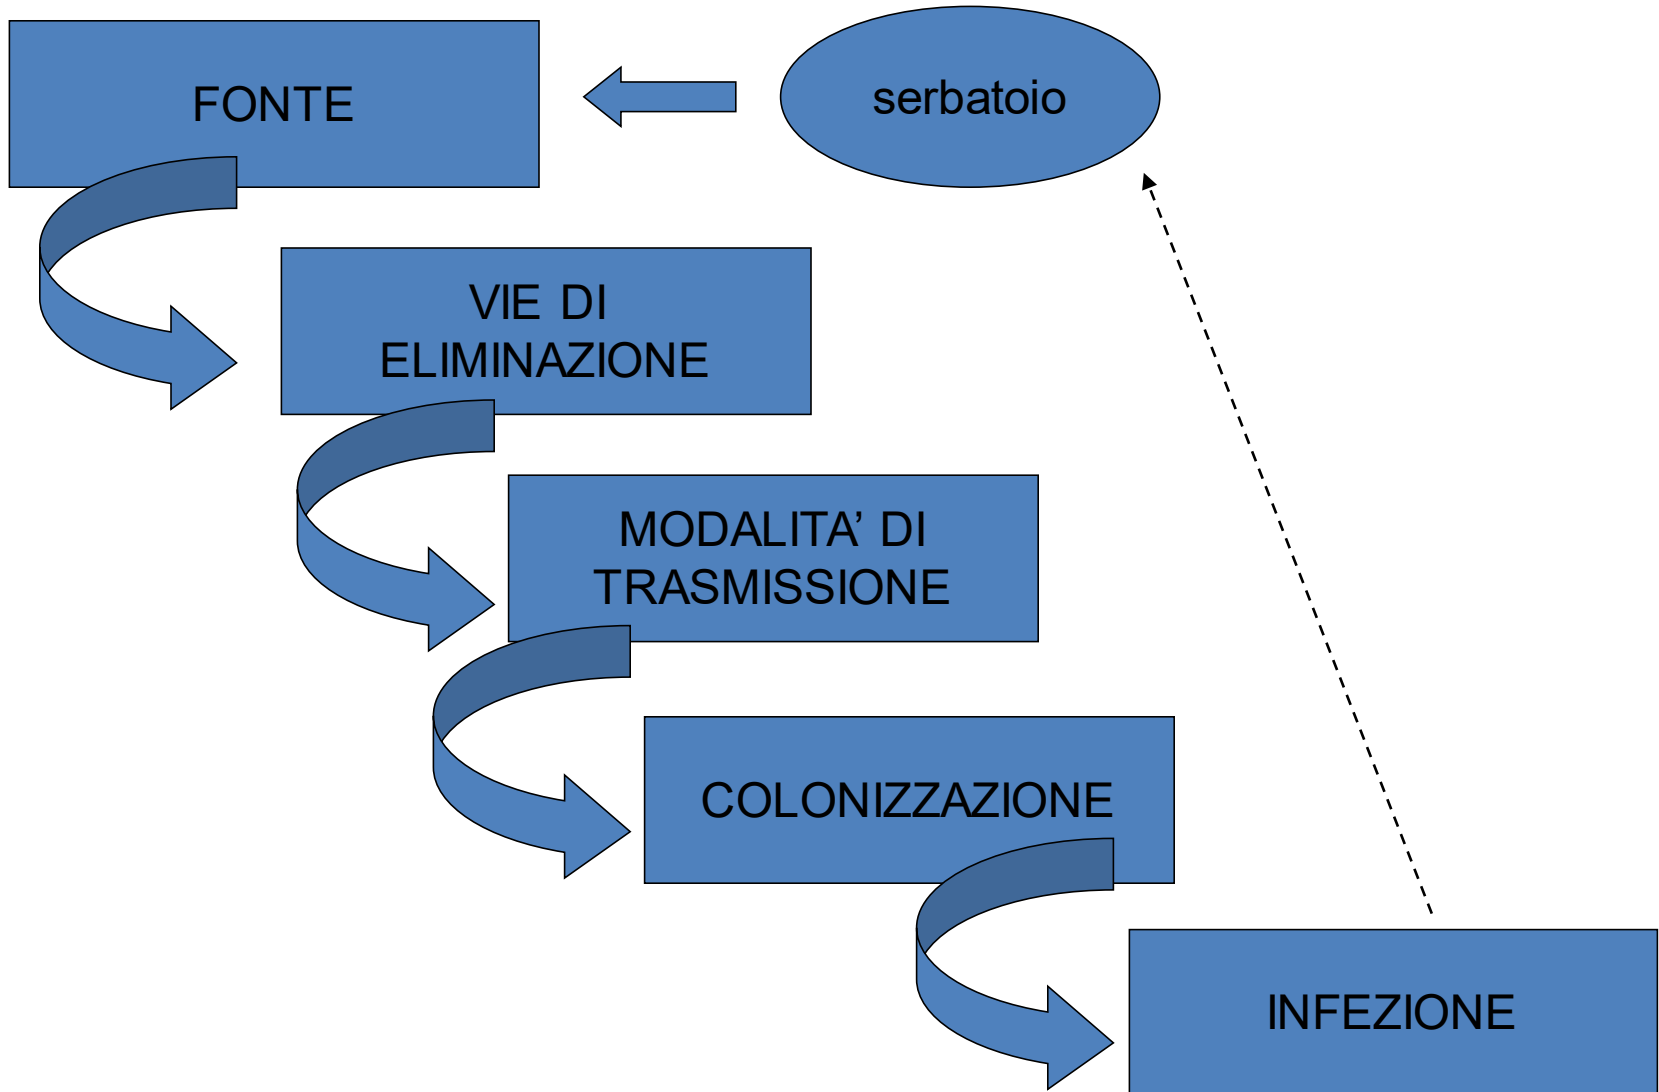 FONTE
serbatoio
VIE DI
ELIMINAZIONE
MODALITA’ DI
TRASMISSIONE
COLONIZZAZIONE
INFEZIONE